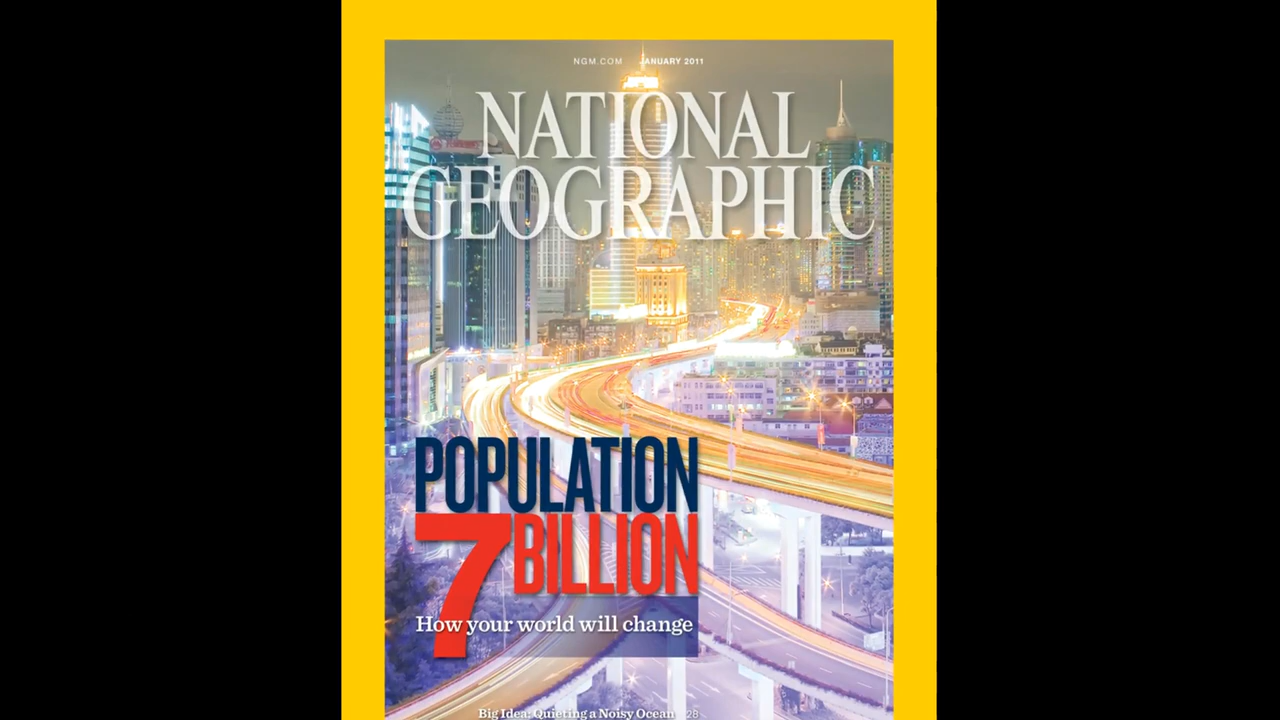 NGM.COM JANUARY 2011
NATIONAL
GEOGRAPHIC
POPULATION
7 BILLION
How your world will change
Big Idea: Quieting a Noisy Ocean 28